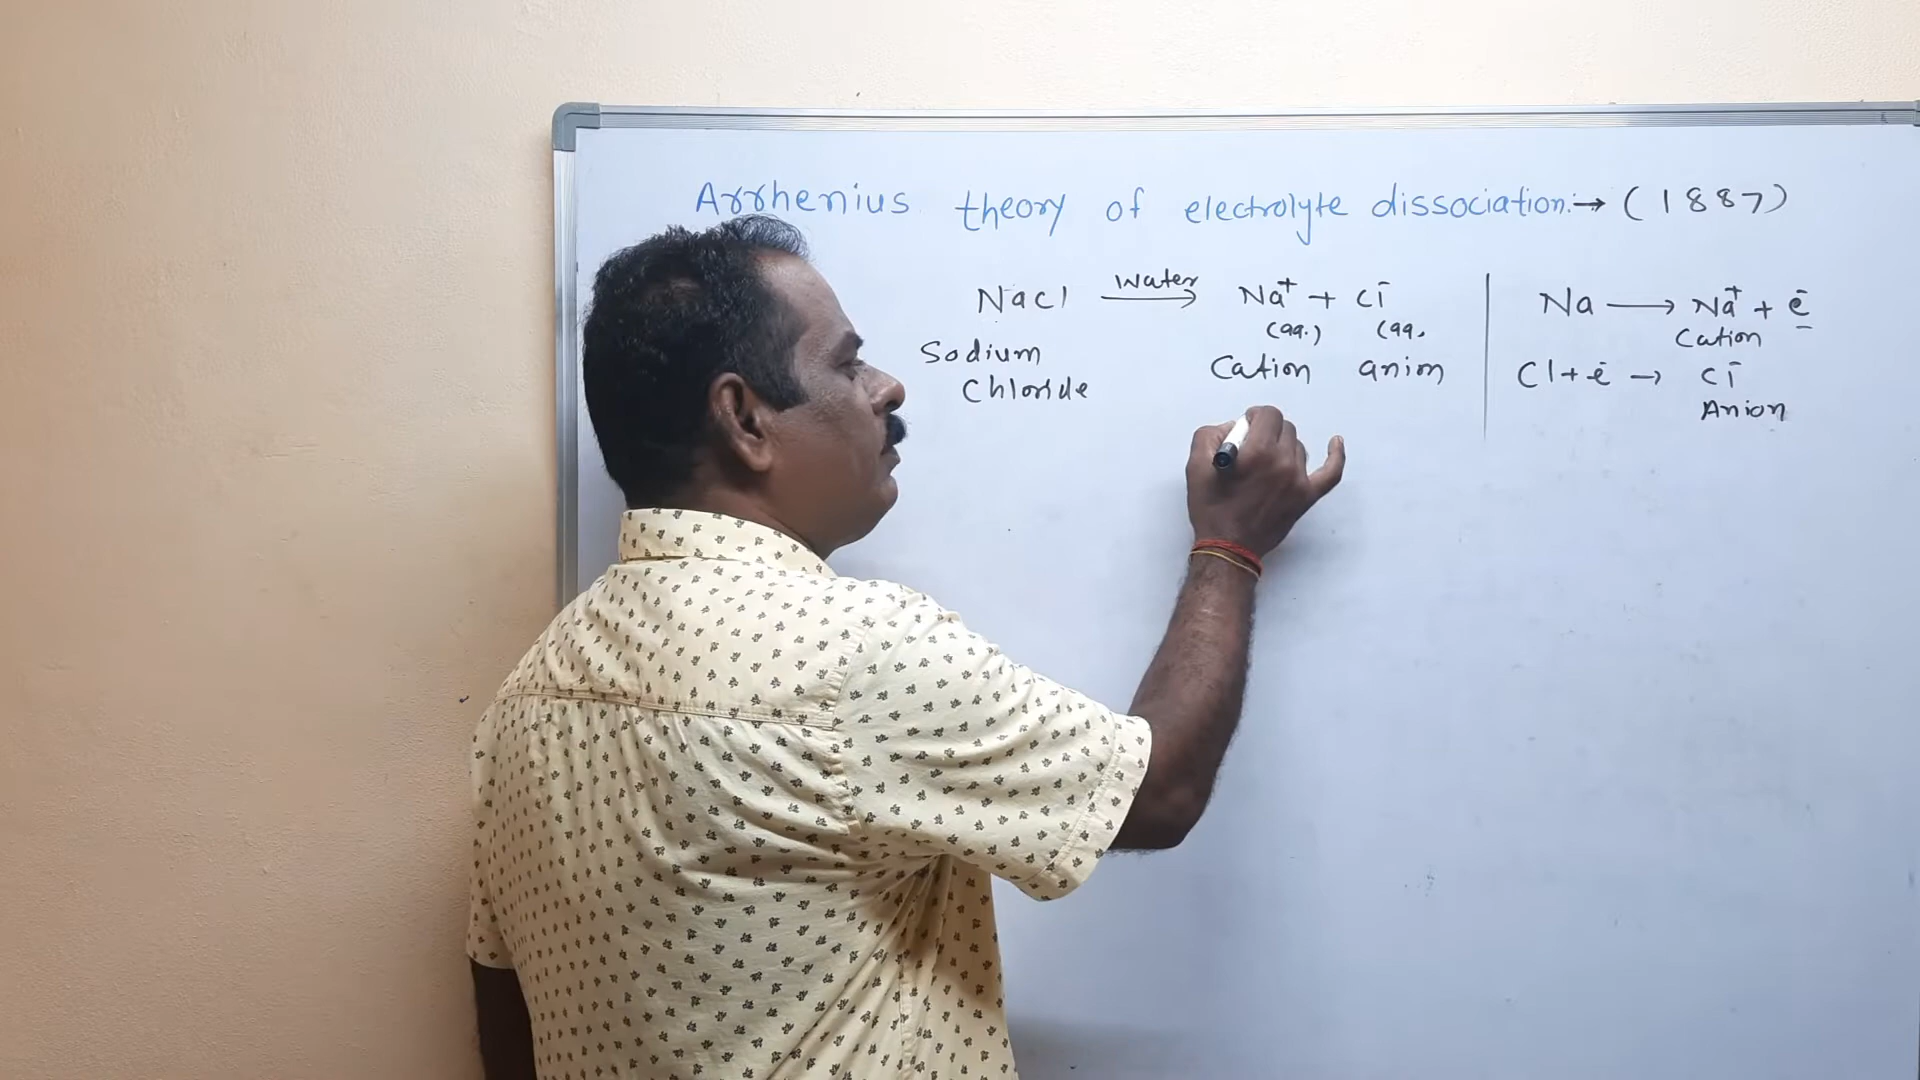 Arrhenius theory of electrolyte dissociation:→ (1887)
NaCl ⟶ Water Na⁺ + Cl⁻
(aq.) (aq.
Sodium
Chloride
Cation anion
Na ⟶ Na⁺ + e⁻
Cation
Cl + e⁻ → Cl⁻
Anion